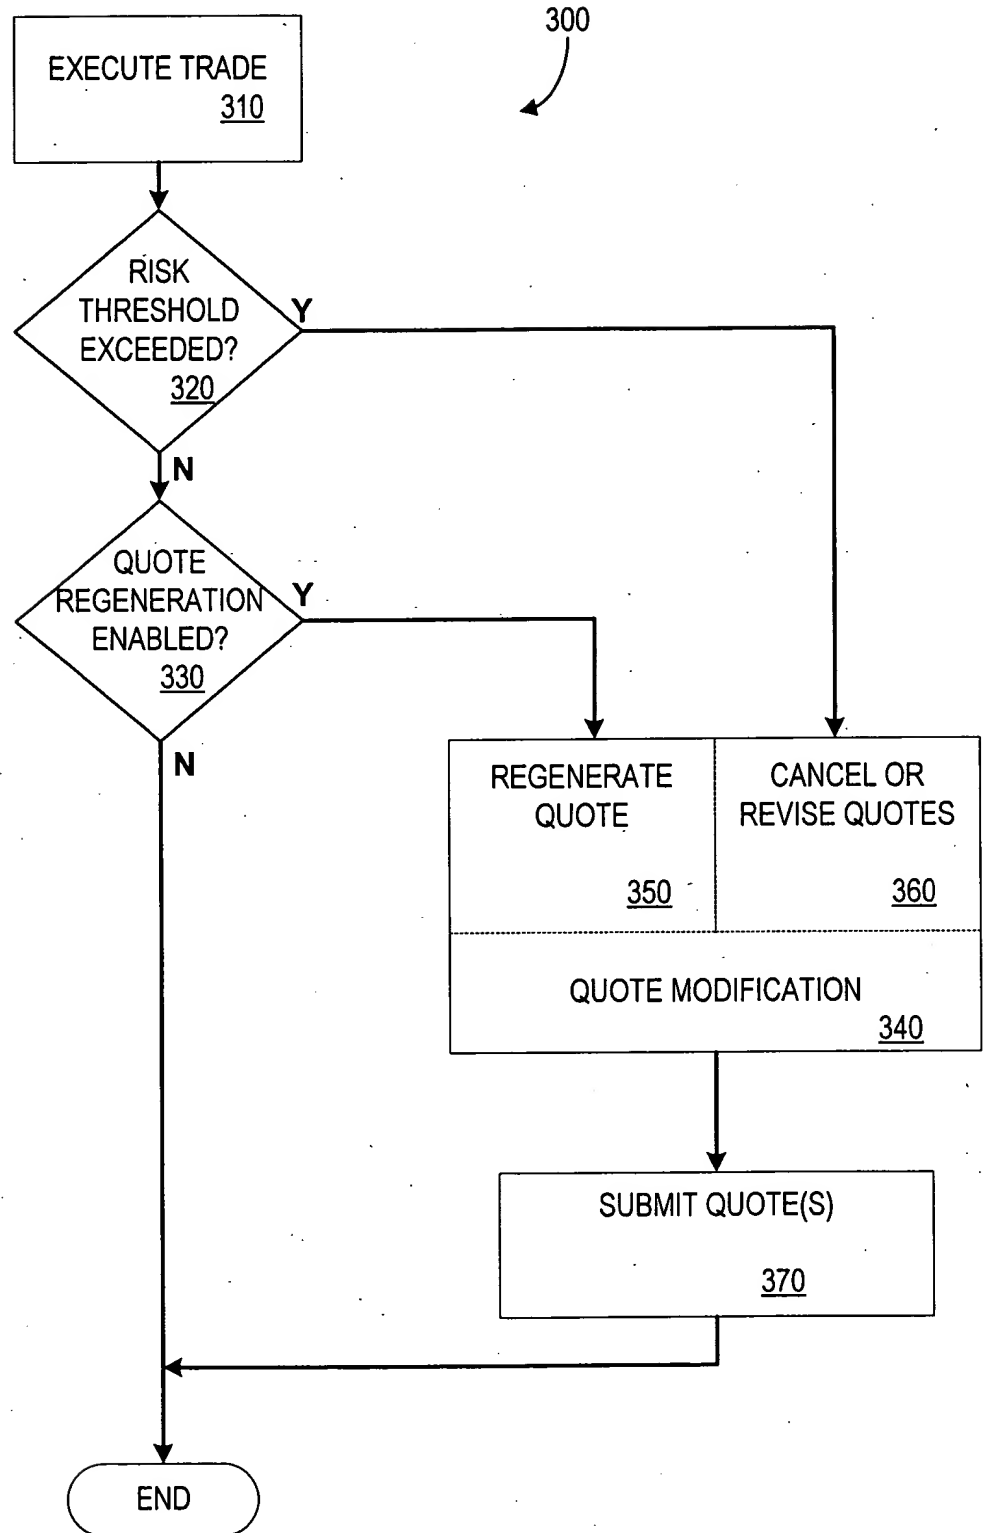 300
EXECUTE TRADE
310
RISK
THRESHOLD
EXCEEDED?
320
Y
N
QUOTE
REGENERATION
ENABLED?
330
Y
N
REGENERATE
QUOTE
350
CANCEL OR
REVISE QUOTES
360
QUOTE MODIFICATION
340
SUBMIT QUOTE(S)
370
END